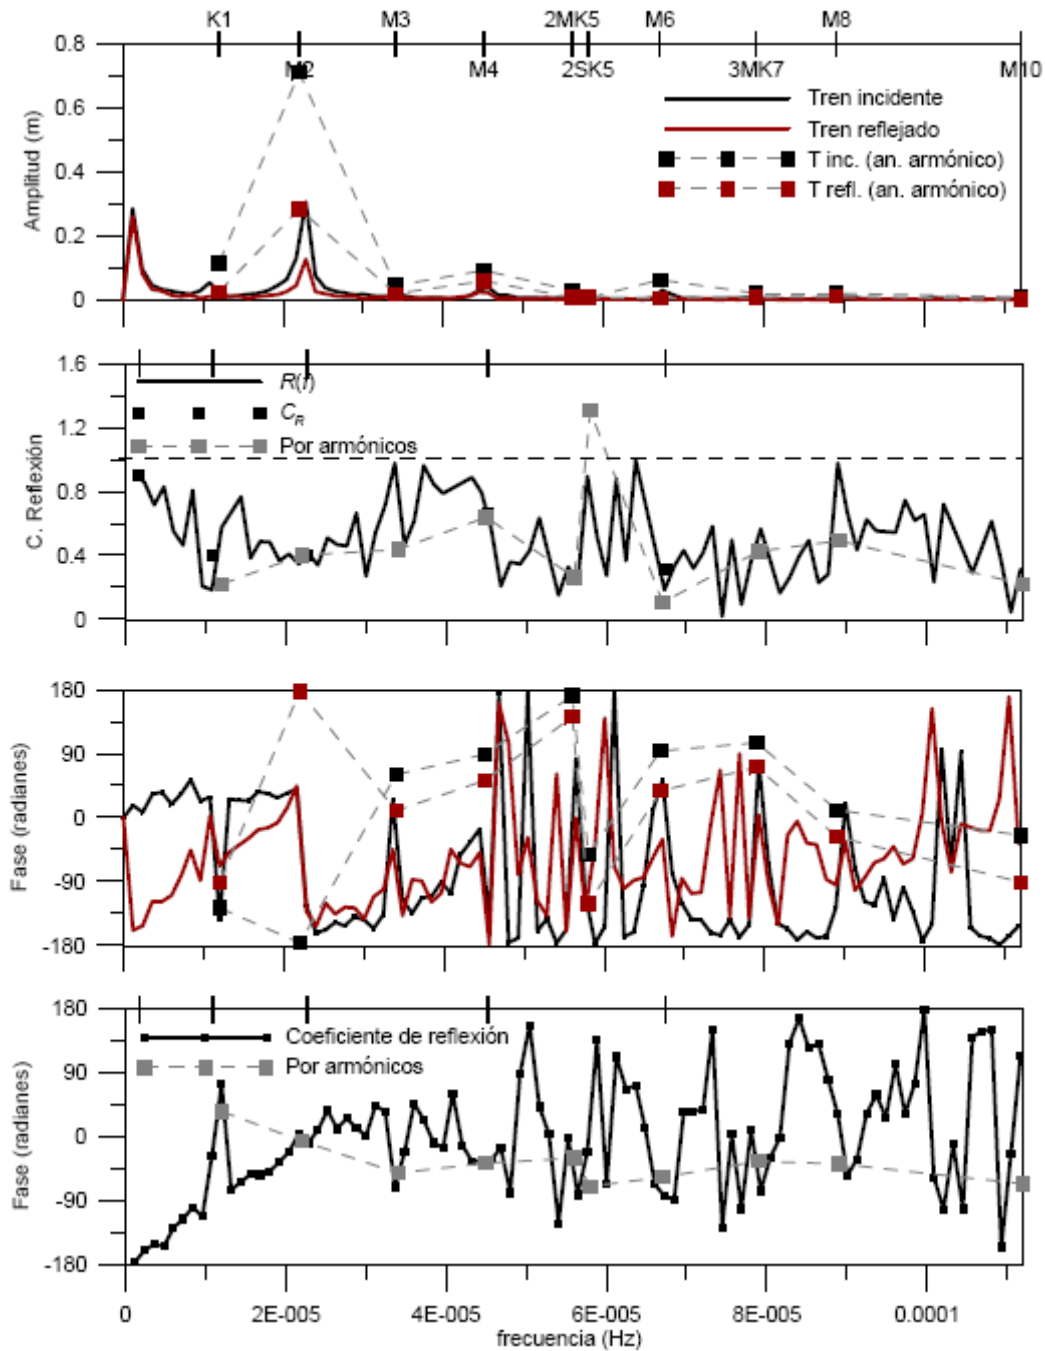 K1 M3 2MK5 M6 M8
M2 M4 2SK5 3MK7 M10
0.8
0.6
0.4
0.2
0
Amplitud (m)
Tren incidente
Tren reflejado
T inc. (an. armónico)
T refl. (an. armónico)
1.6
1.2
0.8
0.4
0
C. Reflexión
R(f)
C_R
Por armónicos
180
90
0
-90
-180
Fase (radianes)
180
90
0
-90
-180
Fase (radianes)
Coeficiente de reflexión
Por armónicos
0 2E-005 4E-005 6E-005 8E-005 0.0001
frecuencia (Hz)